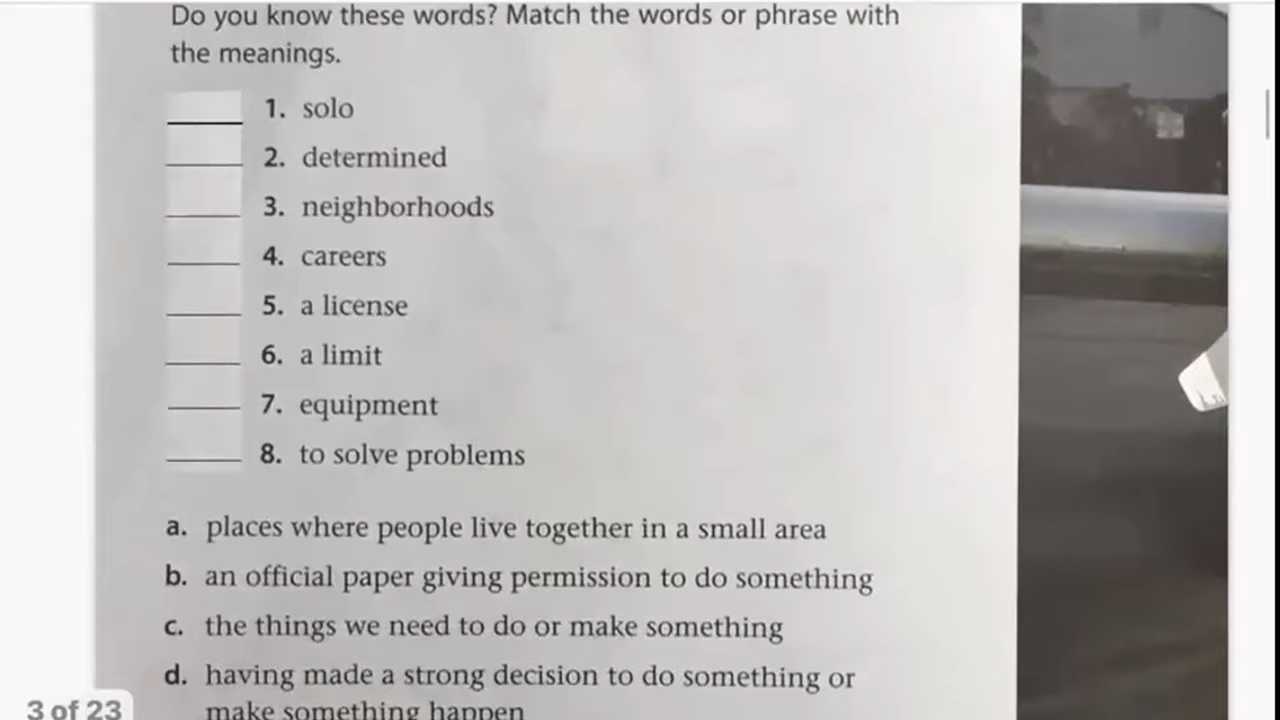 Do you know these words? Match the words or phrase with
the meanings.
1. solo
2. determined
3. neighborhoods
4. careers
5. a license
6. a limit
7. equipment
8. to solve problems
a. places where people live together in a small area
b. an official paper giving permission to do something
c. the things we need to do or make something
d. having made a strong decision to do something or
make something happen
3 of 23